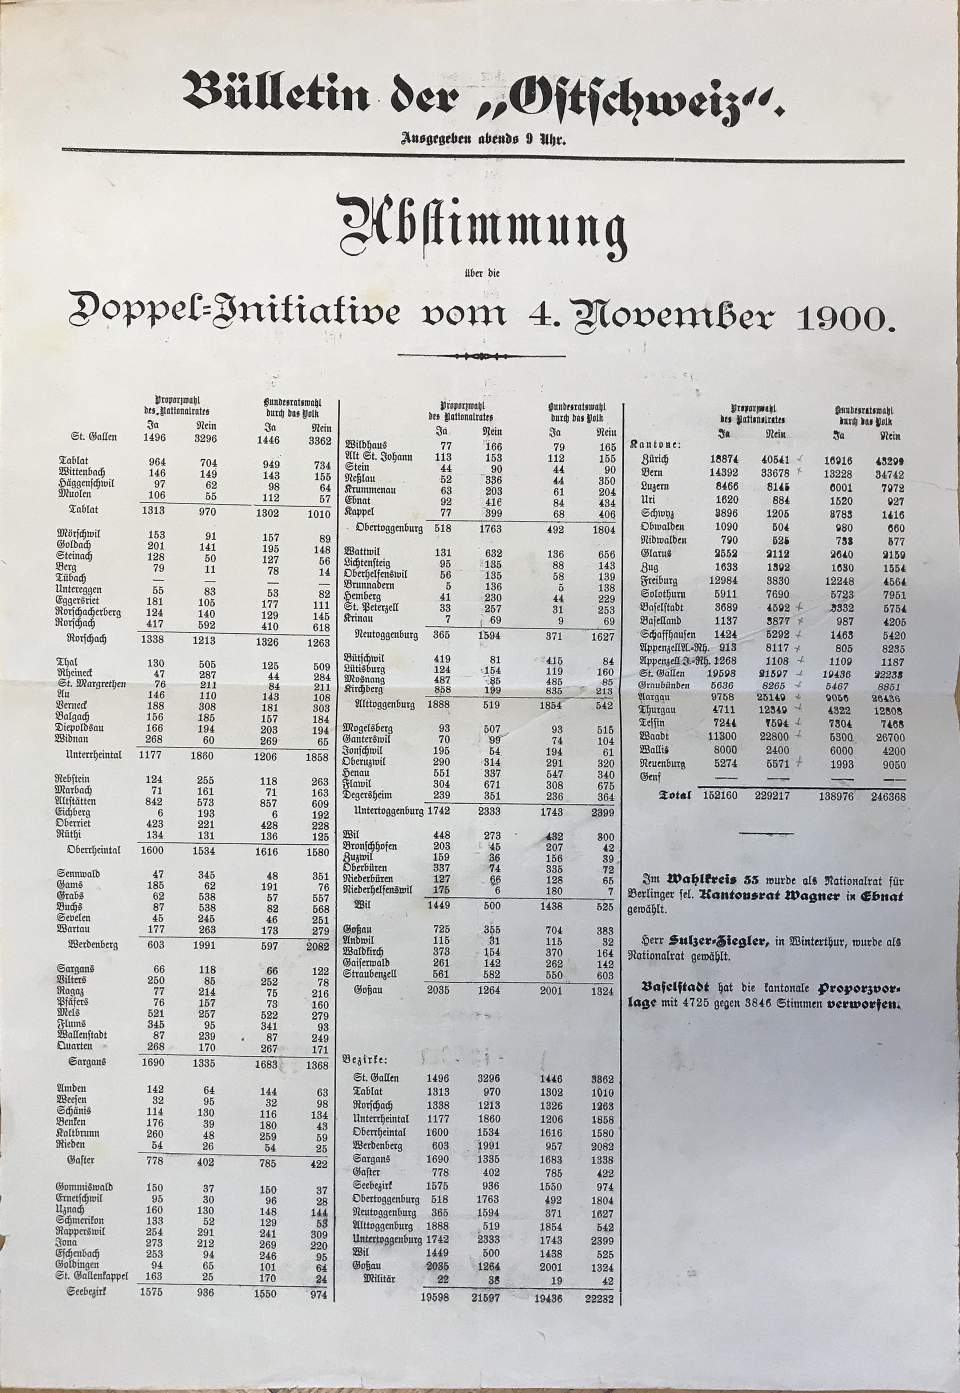 Bülletin der „Ostschweiz“.
Ausgegeben abends 9 Uhr.
Abstimmung
über die
Doppel-Initiative vom 4. November 1900.
Proporzwahl des Nationalrates Bundesratswahl durch das Volk
Ja Nein Ja Nein
St. Gallen 1496 3296 1446 3362
Tablat 964 704 949 734
Wittenbach 146 149 143 155
Häggenschwil 97 62 98 64
Muolen 106 55 112 57
Tablat 1313 970 1302 1010
Mörschwil 153 91 157 89
Goldach 201 141 195 148
Steinach 128 50 127 56
Berg 79 11 78 14
Tübach — — — —
Untereggen 55 83 53 82
Eggersriet 181 105 177 111
Rorschacherberg 124 140 129 145
Rorschach 417 592 410 618
Rorschach 1338 1213 1326 1263
Thal 130 505 125 509
Rheineck 47 287 44 284
St. Margrethen 76 211 84 211
Au 146 110 143 108
Berneck 188 308 181 303
Balgach 156 185 157 184
Diepoldsau 166 194 203 194
Widnau 268 60 269 65
Unterrheintal 1177 1860 1206 1858
Rebstein 124 255 118 263
Marbach 71 161 71 163
Altstätten 842 573 857 609
Eichberg 6 193 6 192
Oberriet 423 221 428 228
Rüthi 134 131 136 125
Oberrheintal 1600 1534 1616 1580
Sennwald 47 345 48 351
Gams 185 62 191 76
Grabs 62 538 57 557
Buchs 87 538 82 568
Sevelen 45 245 46 251
Wartau 177 263 173 279
Werdenberg 603 1991 597 2082
Sargans 66 118 66 122
Vilters 250 85 252 78
Ragaz 77 214 75 216
Pfäfers 76 157 73 160
Mels 521 257 522 279
Flums 345 95 341 93
Wallenstadt 87 239 87 249
Quarten 268 170 267 171
Sargans 1690 1335 1683 1368
Amden 142 64 144 63
Weesen 32 95 32 98
Schänis 114 130 116 134
Benken 176 39 180 43
Kaltbrunn 260 48 259 59
Rieden 54 26 54 25
Gaster 778 402 785 422
Gommiswald 150 37 150 37
Ernetschwil 95 30 96 28
Uznach 160 130 148 144
Schmerikon 133 52 129 53
Rapperswil 254 291 241 309
Jona 273 212 269 220
Eschenbach 253 94 246 95
Goldingen 94 65 101 64
St. Gallenkappel 163 25 170 24
Seebezirk 1575 936 1550 974
Proporzwahl des Nationalrates Bundesratswahl durch das Volk
Ja Nein Ja Nein
Wildhaus 77 166 79 165
Alt St. Johann 113 153 112 155
Stein 44 90 44 90
Neßlau 52 336 44 350
Krummenau 63 203 61 204
Ebnat 92 416 84 434
Kappel 77 399 68 406
Obertoggenburg 518 1763 492 1804
Wattwil 131 632 136 656
Lichtensteig 95 135 88 143
Oberhelfenswil 56 135 58 139
Brunnadern 5 136 5 138
Hemberg 41 230 44 229
St. Peterzell 33 257 31 253
Krinau 7 69 9 69
Neutoggenburg 365 1594 371 1627
Bütschwil 419 81 415 84
Lütisburg 124 154 119 160
Mosnang 487 85 485 85
Kirchberg 858 199 835 213
Alttoggenburg 1888 519 1854 542
Mogelsberg 93 507 93 515
Ganterswil 70 99 74 104
Jonschwil 195 54 194 61
Oberuzwil 290 314 291 320
Henau 551 337 547 340
Flawil 304 671 308 675
Degersheim 239 351 236 364
Untertoggenburg 1742 2333 1743 2399
Wil 448 273 432 300
Bronschhofen 203 45 207 42
Zuzwil 159 36 156 39
Oberbüren 337 74 335 72
Niederbüren 127 66 128 65
Niederhelfenswil 175 6 180 7
Wil 1449 500 1438 525
Goßau 725 355 704 383
Andwil 115 31 115 32
Waldkirch 373 154 370 164
Gaiserwald 261 142 262 142
Straubenzell 561 582 550 603
Goßau 2035 1264 2001 1324
Bezirke:
St. Gallen 1496 3296 1446 3362
Tablat 1313 970 1302 1010
Rorschach 1338 1213 1326 1263
Unterrheintal 1177 1860 1206 1858
Oberrheintal 1600 1534 1616 1580
Werdenberg 603 1991 957 2082
Sargans 1690 1335 1683 1338
Gaster 778 402 785 422
Seebezirk 1575 936 1550 974
Obertoggenburg 518 1763 492 1804
Neutoggenburg 365 1594 371 1627
Alttoggenburg 1888 519 1854 542
Untertoggenburg 1742 2333 1743 2399
Wil 1449 500 1438 525
Goßau 2035 1264 2001 1324
Militär 22 38 19 42
19598 21597 19436 22232
Proporzwahl des Nationalrates Bundesratswahl durch das Volk
Ja Nein Ja Nein
Kantone:
Zürich 18874 40541 16916 43299
Bern 14392 33678 13228 34742
Luzern 8466 8145 6001 7972
Uri 1620 884 1520 927
Schwyz 3896 1205 3783 1416
Obwalden 1090 504 980 660
Nidwalden 790 525 738 577
Glarus 2552 2112 2640 2159
Zug 1633 1392 1630 1554
Freiburg 12984 3830 12248 4564
Solothurn 5911 7690 5723 7951
Baselstadt 3689 4592 3332 5754
Baselland 1137 3877 987 4205
Schaffhausen 1424 5292 1463 5420
Appenzell A.-Rh. 913 8117 805 8235
Appenzell I.-Rh. 1268 1108 1109 1187
St. Gallen 19598 21597 19436 22238
Graubünden 5636 8265 5467 8851
Aargau 9758 25149 9056 26436
Thurgau 4711 12349 4322 12808
Tessin 7244 7594 7304 7468
Waadt 11300 22800 5300 26700
Wallis 8000 2400 6000 4200
Neuenburg 5274 5571 1993 9050
Genf — — — —
Total 152160 229217 138976 246368
Im Wahlkreis 33 wurde als Nationalrat für
Berlinger sel. Kantonsrat Wagner in Ebnat
gewählt.
Herr Sulzer-Ziegler, in Winterthur, wurde als
Nationalrat gewählt.
Baselstadt hat die kantonale Proporzvor-
lage mit 4725 gegen 3846 Stimmen verworfen.